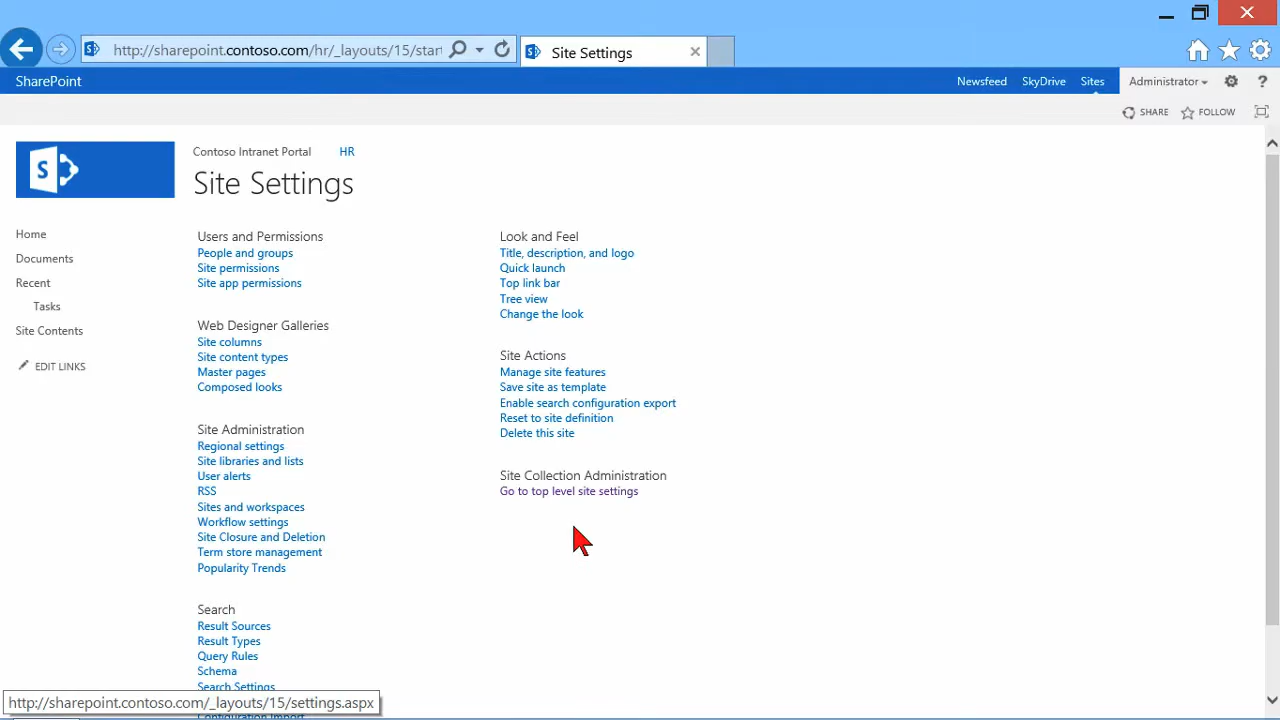 http://sharepoint.contoso.com/hr/_layouts/15/start
Site Settings
SharePoint
Newsfeed SkyDrive Sites Administrator ?
SHARE FOLLOW
S
Contoso Intranet Portal HR
Site Settings
Home
Documents
Recent
Tasks
Site Contents
EDIT LINKS
Users and Permissions
People and groups
Site permissions
Site app permissions
Web Designer Galleries
Site columns
Site content types
Master pages
Composed looks
Site Administration
Regional settings
Site libraries and lists
User alerts
RSS
Sites and workspaces
Workflow settings
Site Closure and Deletion
Term store management
Popularity Trends
Search
Result Sources
Result Types
Query Rules
Schema
Search Settings
Look and Feel
Title, description, and logo
Quick launch
Top link bar
Tree view
Change the look
Site Actions
Manage site features
Save site as template
Enable search configuration export
Reset to site definition
Delete this site
Site Collection Administration
Go to top level site settings
http://sharepoint.contoso.com/_layouts/15/settings.aspx